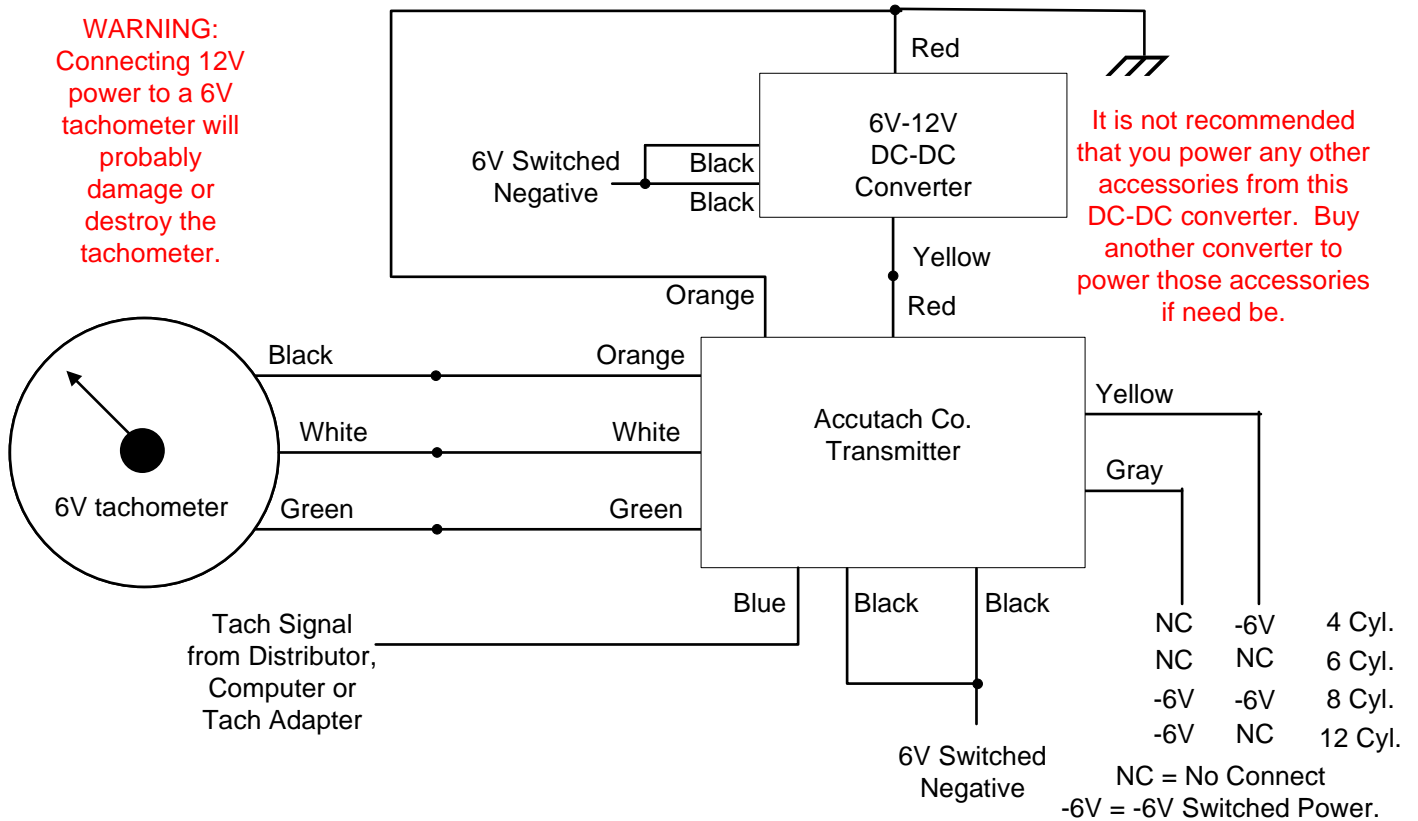 WARNING:
Connecting 12V
power to a 6V
tachometer will
probably
damage or
destroy the
tachometer.
Red
6V-12V
DC-DC
Converter
6V Switched
Negative
Black
Black
It is not recommended
that you power any other
accessories from this
DC-DC converter.  Buy
another converter to
power those accessories
if need be.
Yellow
Orange
Red
Black
Orange
White
White
Green
Green
6V tachometer
Accutach Co.
Transmitter
Yellow
Gray
Blue
Black
Black
Tach Signal
from Distributor,
Computer or
Tach Adapter
6V Switched
Negative
NC -6V 4 Cyl.
NC NC 6 Cyl.
-6V -6V 8 Cyl.
-6V NC 12 Cyl.
NC = No Connect
-6V = -6V Switched Power.